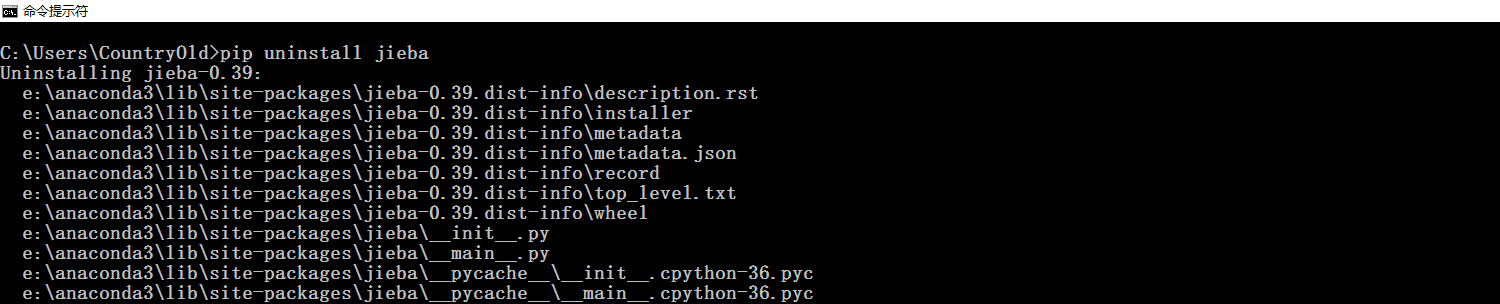 命令提示符
C:\Users\CountryOld>pip uninstall jieba
Uninstalling jieba-0.39:
e:\anaconda3\lib\site-packages\jieba-0.39.dist-info\description.rst
e:\anaconda3\lib\site-packages\jieba-0.39.dist-info\installer
e:\anaconda3\lib\site-packages\jieba-0.39.dist-info\metadata
e:\anaconda3\lib\site-packages\jieba-0.39.dist-info\metadata.json
e:\anaconda3\lib\site-packages\jieba-0.39.dist-info\record
e:\anaconda3\lib\site-packages\jieba-0.39.dist-info\top_level.txt
e:\anaconda3\lib\site-packages\jieba-0.39.dist-info\wheel
e:\anaconda3\lib\site-packages\jieba\__init__.py
e:\anaconda3\lib\site-packages\jieba\__main__.py
e:\anaconda3\lib\site-packages\jieba\__pycache__\__init__.cpython-36.pyc
e:\anaconda3\lib\site-packages\jieba\__pycache__\__main__.cpython-36.pyc